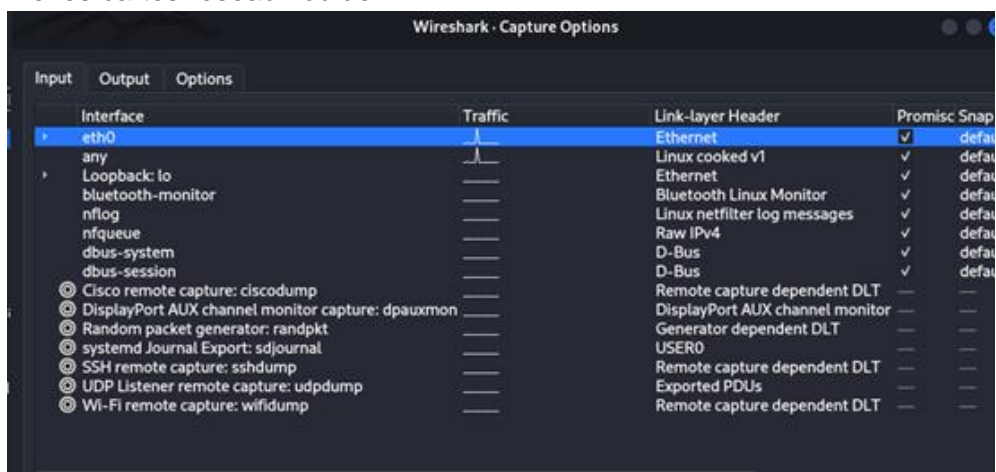 Wireshark · Capture Options
Input Output Options
Interface Traffic Link-layer Header Promisc Snap
eth0 Ethernet ✓ defau
any Linux cooked v1 ✓ defau
Loopback: lo Ethernet ✓ defau
bluetooth-monitor Bluetooth Linux Monitor ✓ defau
nflog Linux netfilter log messages ✓ defau
nfqueue Raw IPv4 ✓ defau
dbus-system D-Bus ✓ defau
dbus-session D-Bus ✓ defau
Cisco remote capture: ciscodump Remote capture dependent DLT — —
DisplayPort AUX channel monitor capture: dpauxmon DisplayPort AUX channel monitor — —
Random packet generator: randpkt Generator dependent DLT — —
systemd Journal Export: sdjournal USER0 — —
SSH remote capture: sshdump Remote capture dependent DLT — —
UDP Listener remote capture: udpdump Exported PDUs — —
Wi-Fi remote capture: wifidump Remote capture dependent DLT — —